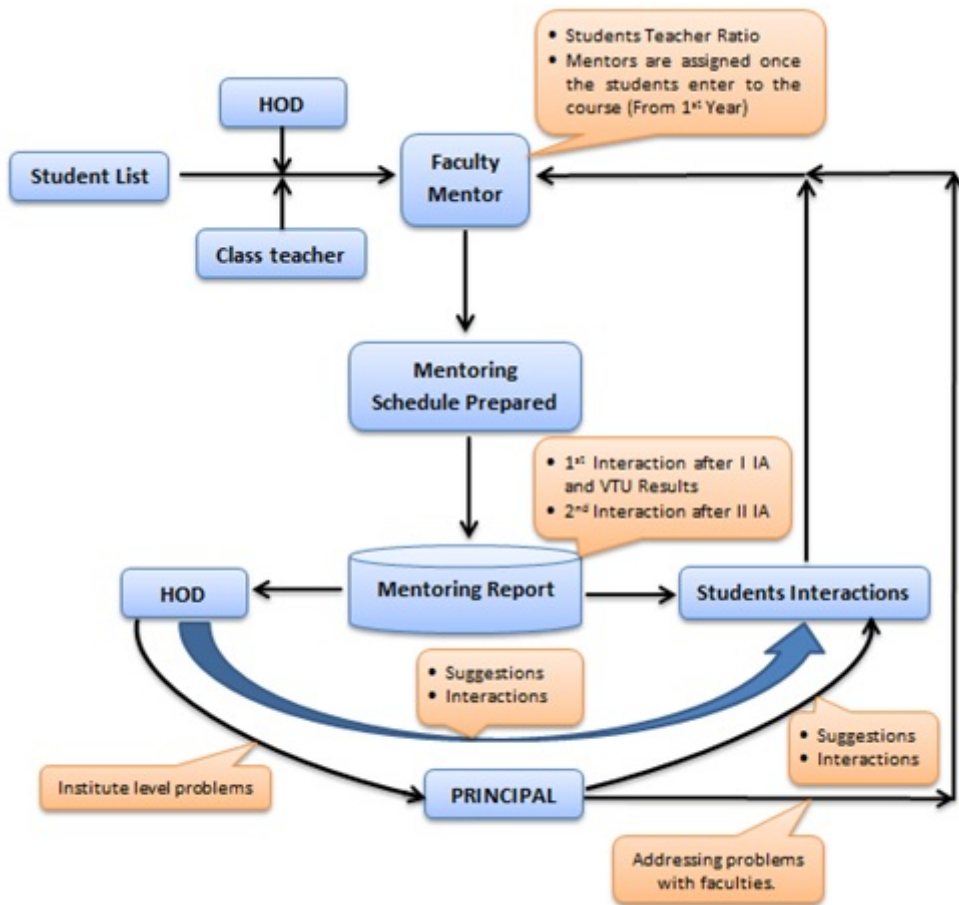 • Students Teacher Ratio
• Mentors are assigned once
the students enter to the
course (From 1st Year)
HOD
Student List
Faculty
Mentor
Class teacher
Mentoring
Schedule Prepared
• 1st Interaction after I IA
and VTU Results
• 2nd Interaction after II IA
HOD
Mentoring Report
Students Interactions
• Suggestions
• Interactions
• Suggestions
• Interactions
Institute level problems
PRINCIPAL
Addressing problems
with faculties.